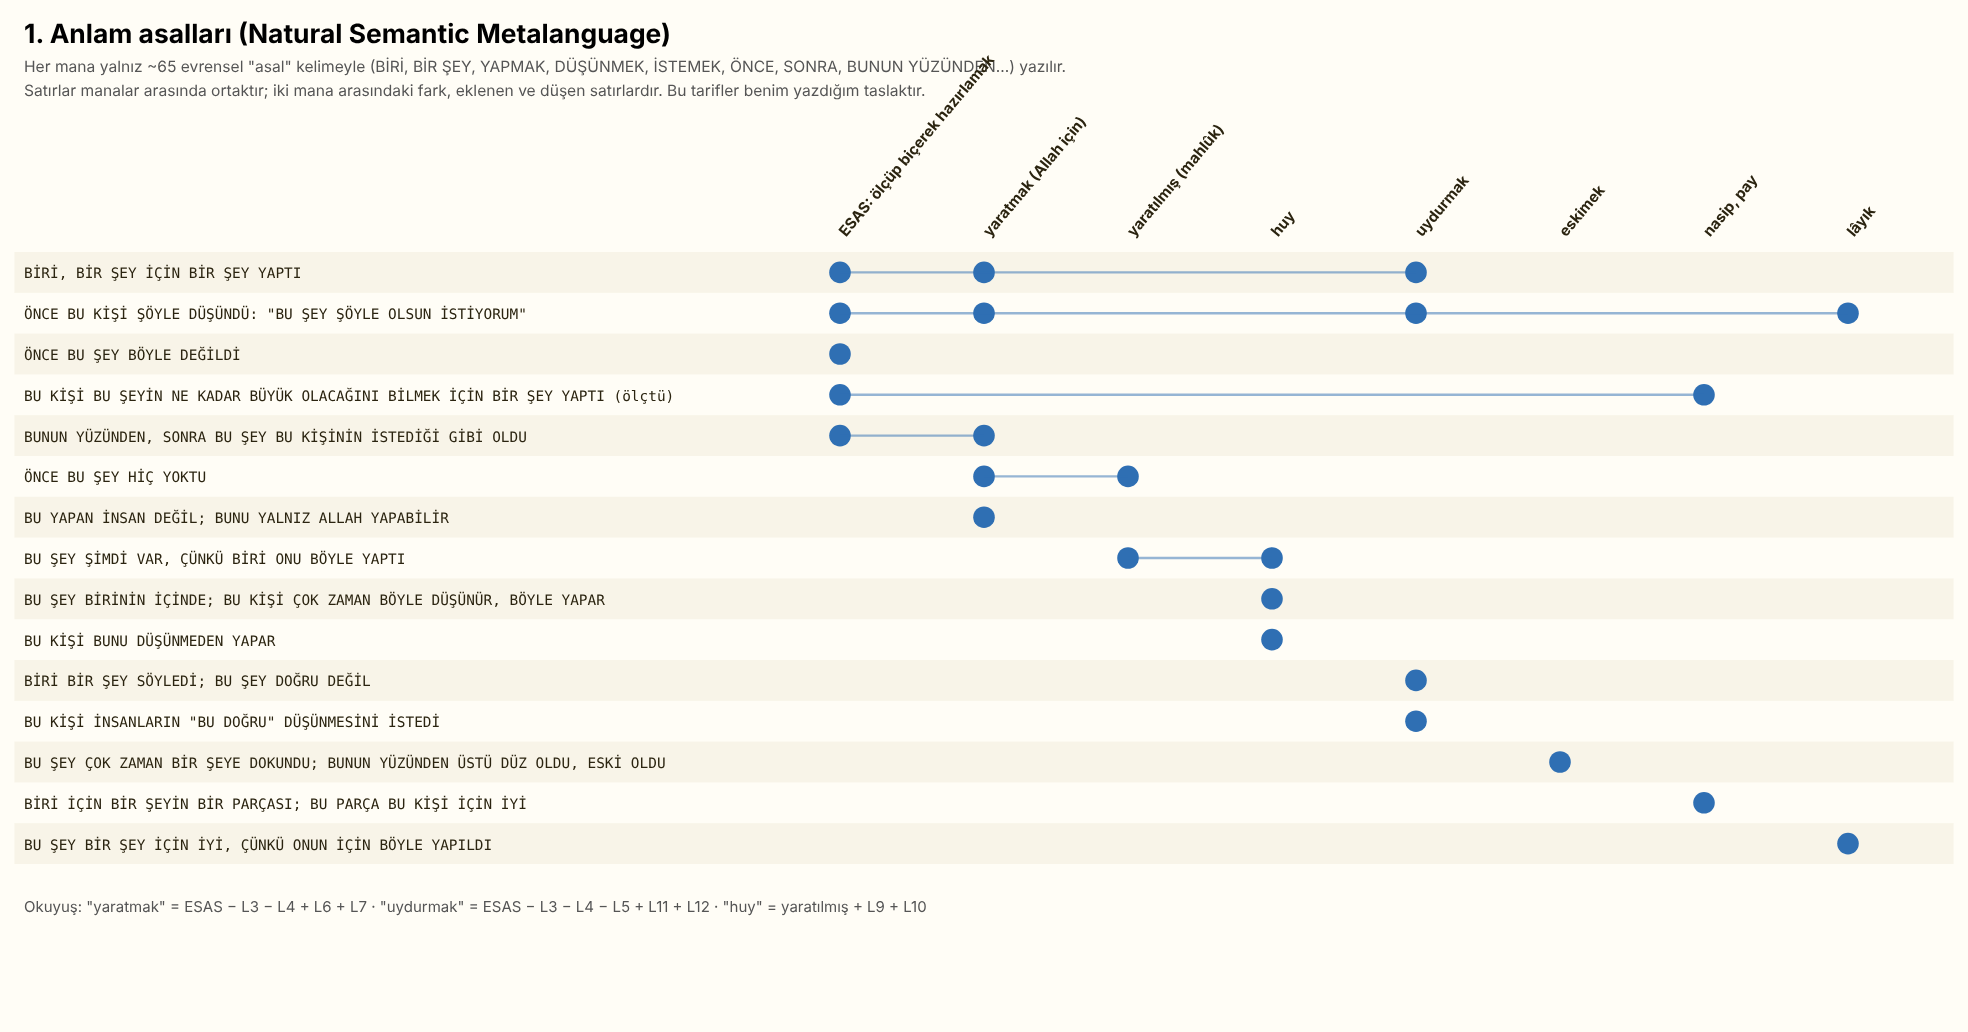 1. Anlam asalları (Natural Semantic Metalanguage)
Her mana yalnız ~65 evrensel "asal" kelimeyle (BİRİ, BİR ŞEY, YAPMAK, DÜŞÜNMEK, İSTEMEK, ÖNCE, SONRA, BUNUN YÜZÜNDEN...) yazılır.
Satırlar manalar arasında ortaktır; iki mana arasındaki fark, eklenen ve düşen satırlardır. Bu tarifler benim yazdığım taslaktır.
ESAS: ölçüp biçerek hazırlamak
yaratmak (Allah için)
yaratılmış (mahlûk)
huy
uydurmak
eskimek
nasip, pay
lâyık
BİRİ, BİR ŞEY İÇİN BİR ŞEY YAPTI
ÖNCE BU KİŞİ ŞÖYLE DÜŞÜNDÜ: "BU ŞEY ŞÖYLE OLSUN İSTİYORUM"
ÖNCE BU ŞEY BÖYLE DEĞİLDİ
BU KİŞİ BU ŞEYİN NE KADAR BÜYÜK OLACAĞINI BİLMEK İÇİN BİR ŞEY YAPTI (ölçtü)
BUNUN YÜZÜNDEN, SONRA BU ŞEY BU KİŞİNİN İSTEDİĞİ GİBİ OLDU
ÖNCE BU ŞEY HİÇ YOKTU
BU YAPAN İNSAN DEĞİL; BUNU YALNIZ ALLAH YAPABİLİR
BU ŞEY ŞİMDİ VAR, ÇÜNKÜ BİRİ ONU BÖYLE YAPTI
BU ŞEY BİRİNİN İÇİNDE; BU KİŞİ ÇOK ZAMAN BÖYLE DÜŞÜNÜR, BÖYLE YAPAR
BU KİŞİ BUNU DÜŞÜNMEDEN YAPAR
BİRİ BİR ŞEY SÖYLEDİ; BU ŞEY DOĞRU DEĞİL
BU KİŞİ İNSANLARIN "BU DOĞRU" DÜŞÜNMESİNİ İSTEDİ
BU ŞEY ÇOK ZAMAN BİR ŞEYE DOKUNDU; BUNUN YÜZÜNDEN ÜSTÜ DÜZ OLDU, ESKİ OLDU
BİRİ İÇİN BİR ŞEYİN BİR PARÇASI; BU PARÇA BU KİŞİ İÇİN İYİ
BU ŞEY BİR ŞEY İÇİN İYİ, ÇÜNKÜ ONUN İÇİN BÖYLE YAPILDI
Okuyuş: "yaratmak" = ESAS − L3 − L4 + L6 + L7 · "uydurmak" = ESAS − L3 − L4 − L5 + L11 + L12 · "huy" = yaratılmış + L9 + L10